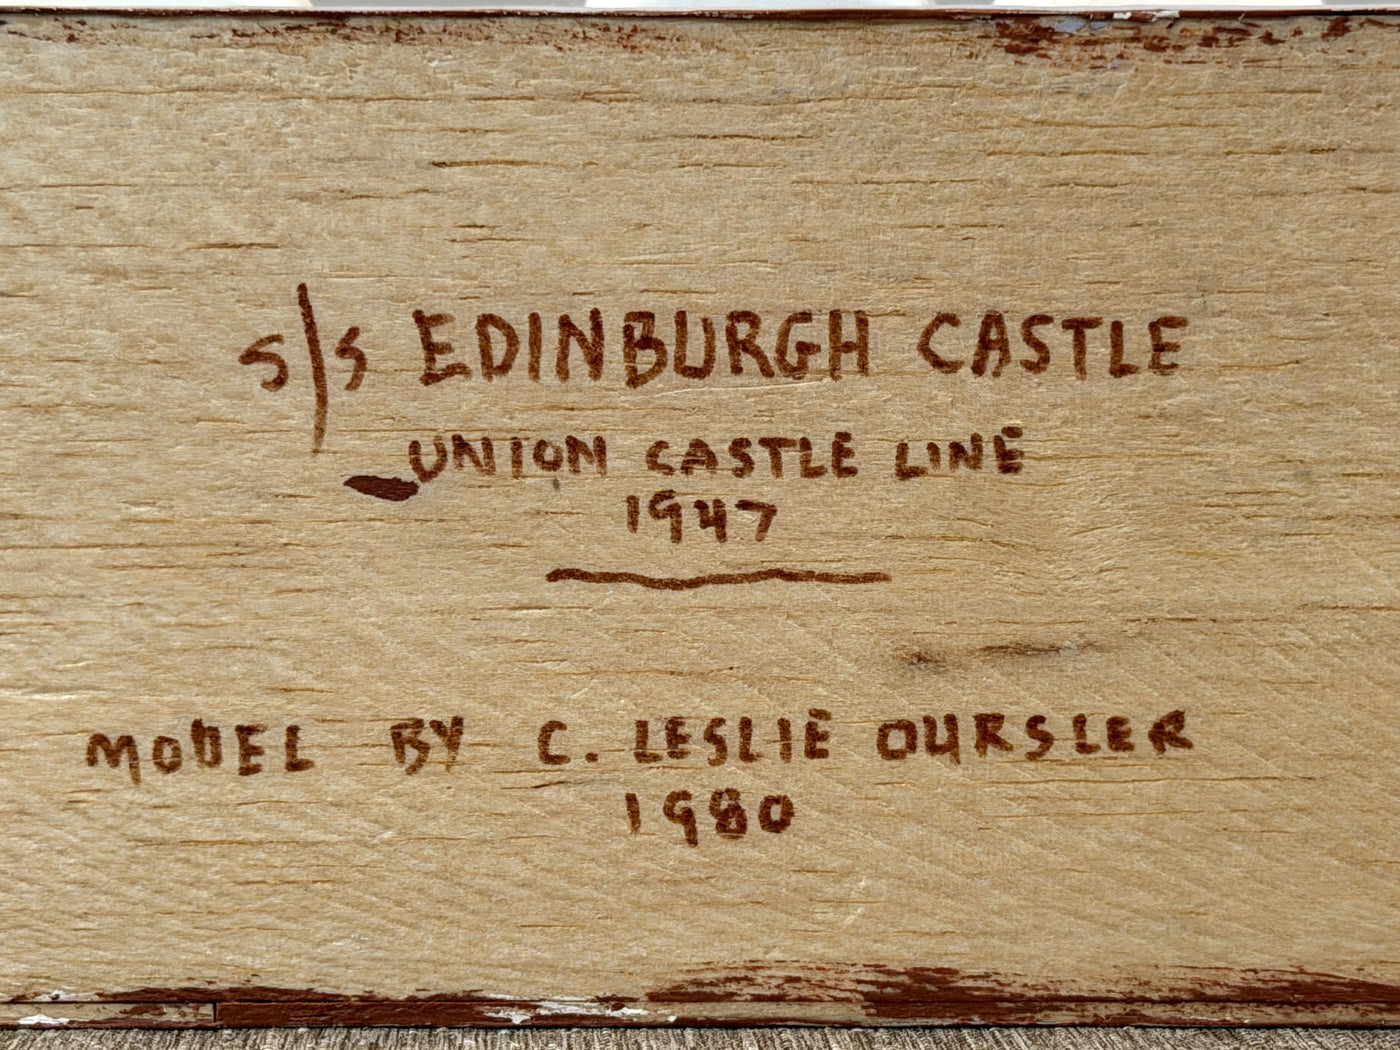 S/S EDINBURGH CASTLE
UNION CASTLE LINE
1947
MODEL BY C. LESLIE OURSLER
1980